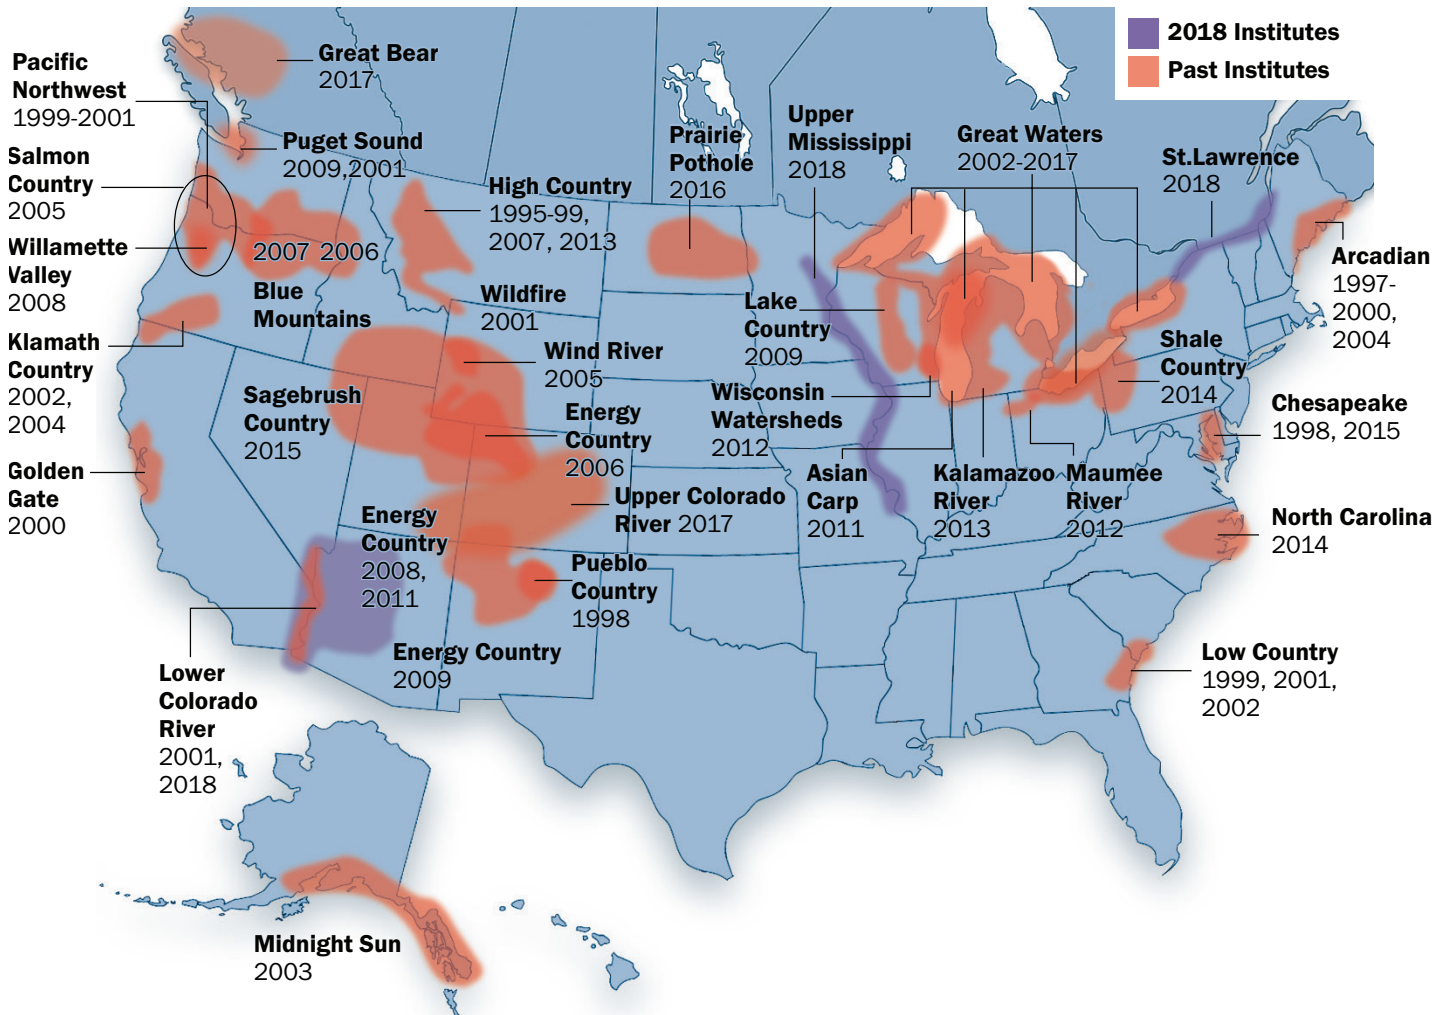 2018 Institutes
Past Institutes
Great Bear
2017
Pacific
Northwest
1999-2001
Puget Sound
2009,2001
Salmon
Country
2005
Willamette
Valley
2008
2007 2006
Blue
Mountains
Klamath
Country
2002,
2004
Golden
Gate
2000
High Country
1995-99,
2007, 2013
Wildfire
2001
Wind River
2005
Sagebrush
Country
2015
Energy
Country
2006
Upper Colorado
River 2017
Energy
Country
2008,
2011
Pueblo
Country
1998
Energy Country
2009
Lower
Colorado
River
2001,
2018
Prairie
Pothole
2016
Upper
Mississippi
2018
Great Waters
2002-2017
St.Lawrence
2018
Arcadian
1997-
2000,
2004
Lake
Country
2009
Wisconsin
Watersheds
2012
Asian
Carp
2011
Kalamazoo
River
2013
Maumee
River
2012
Shale
Country
2014
Chesapeake
1998, 2015
North Carolina
2014
Low Country
1999, 2001,
2002
Midnight Sun
2003